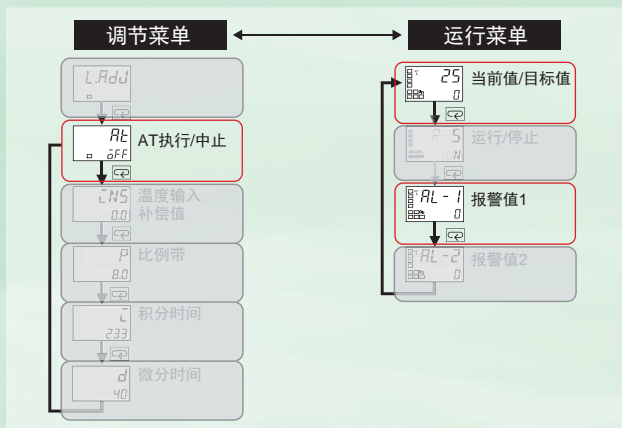 调节菜单
运行菜单
L.AdJ
25
0
当前值/目标值
At
oFF
AT执行/中止
R-S
运行/停止
iNS
0.0
温度输入
补偿值
AL-1
0
报警值1
P
8.0
比例带
AL-2
0
报警值2
i
233
积分时间
d
40
微分时间